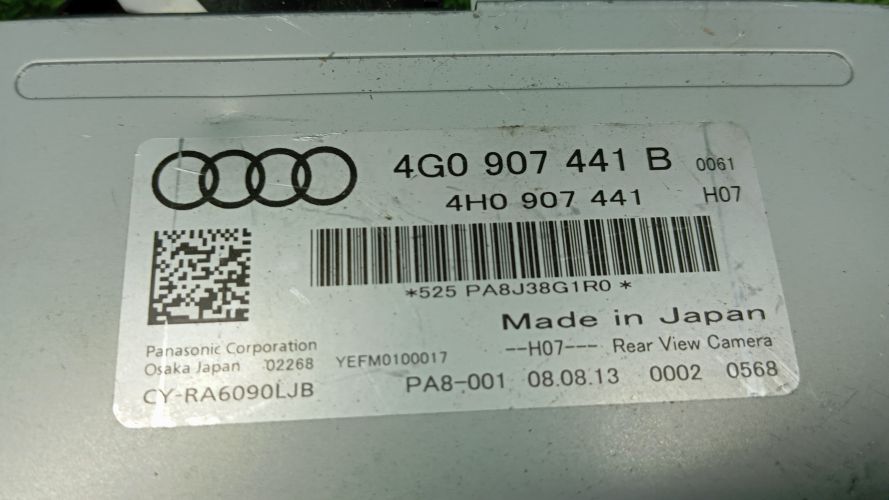 4G0 907 441 B 0061
4H0 907 441 H07
*525 PA8J38G1R0 *
Made in Japan
Panasonic Corporation
Osaka Japan 02268 YEFM0100017 --H07--- Rear View Camera
CY-RA6090LJB PA8-001 08.08.13 0002 0568